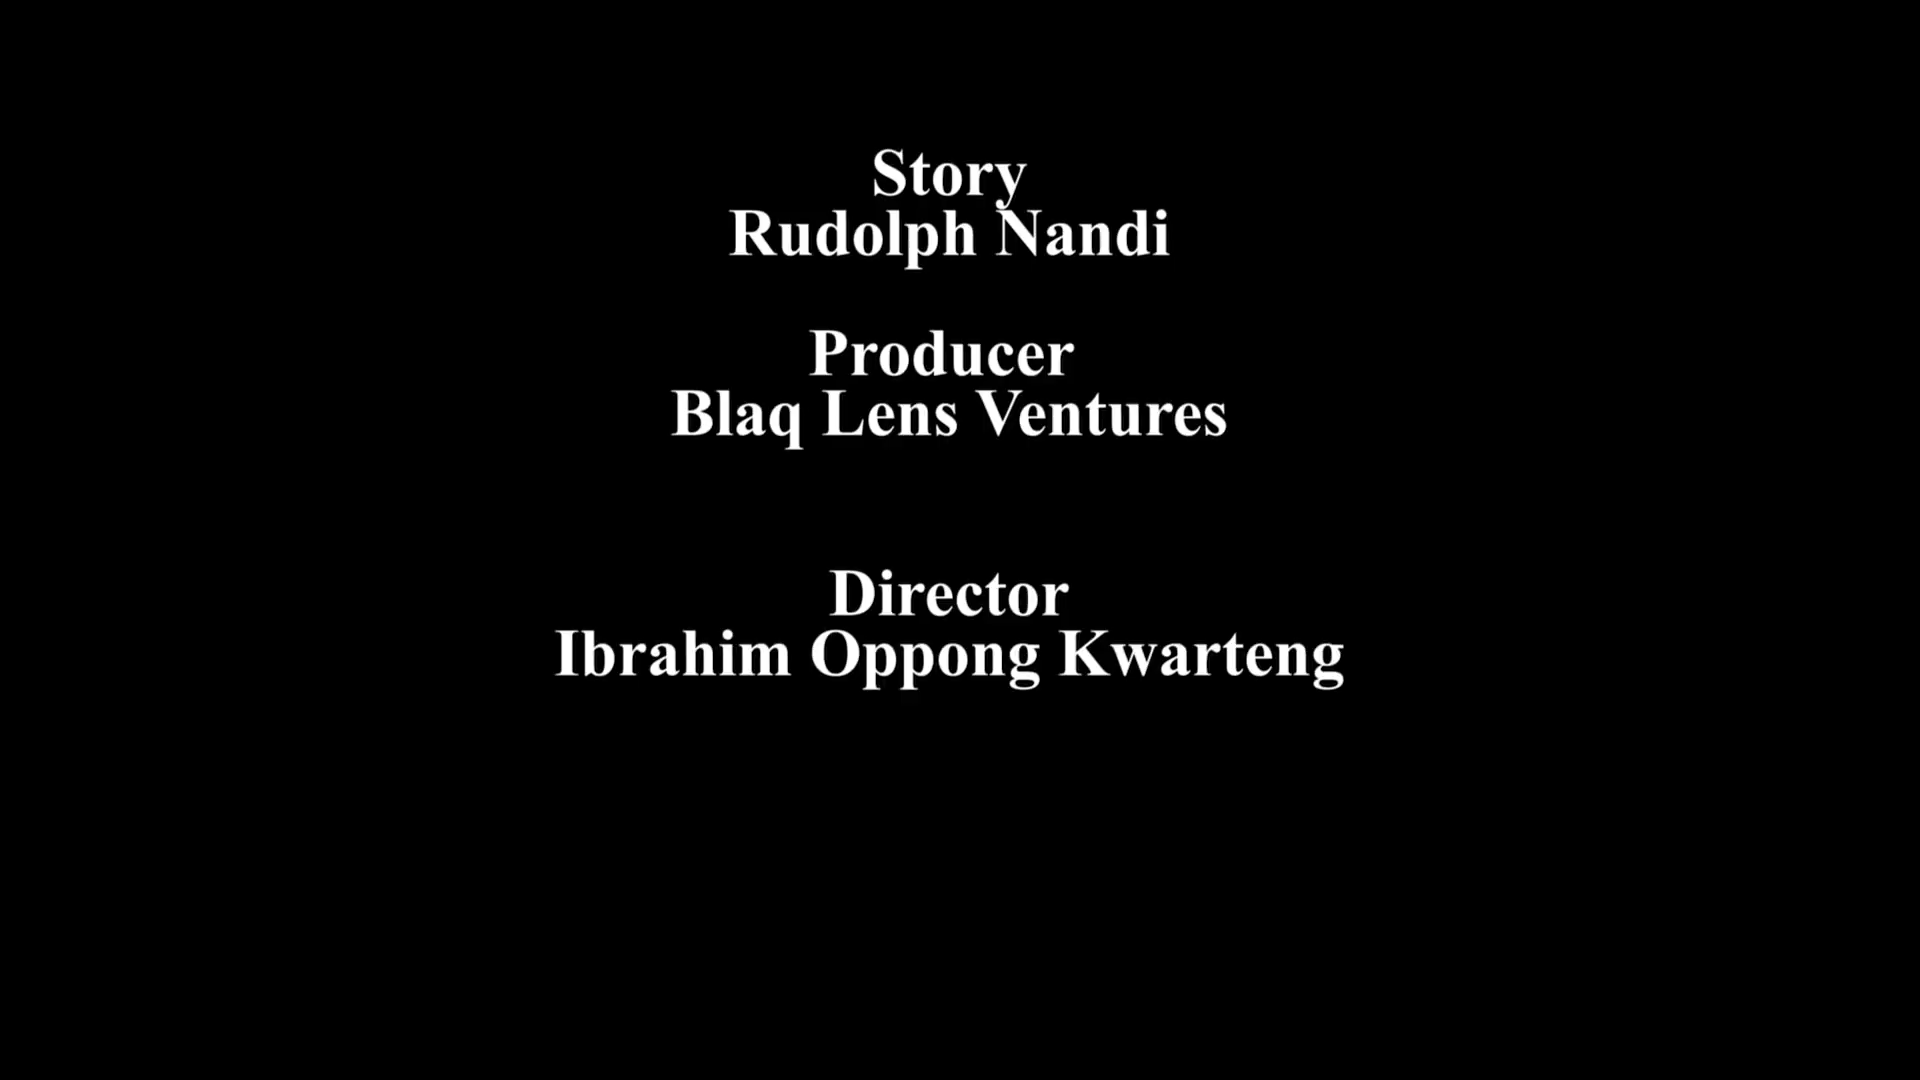 Story
Rudolph Nandi
Producer
Blaq Lens Ventures
Director
Ibrahim Oppong Kwarteng